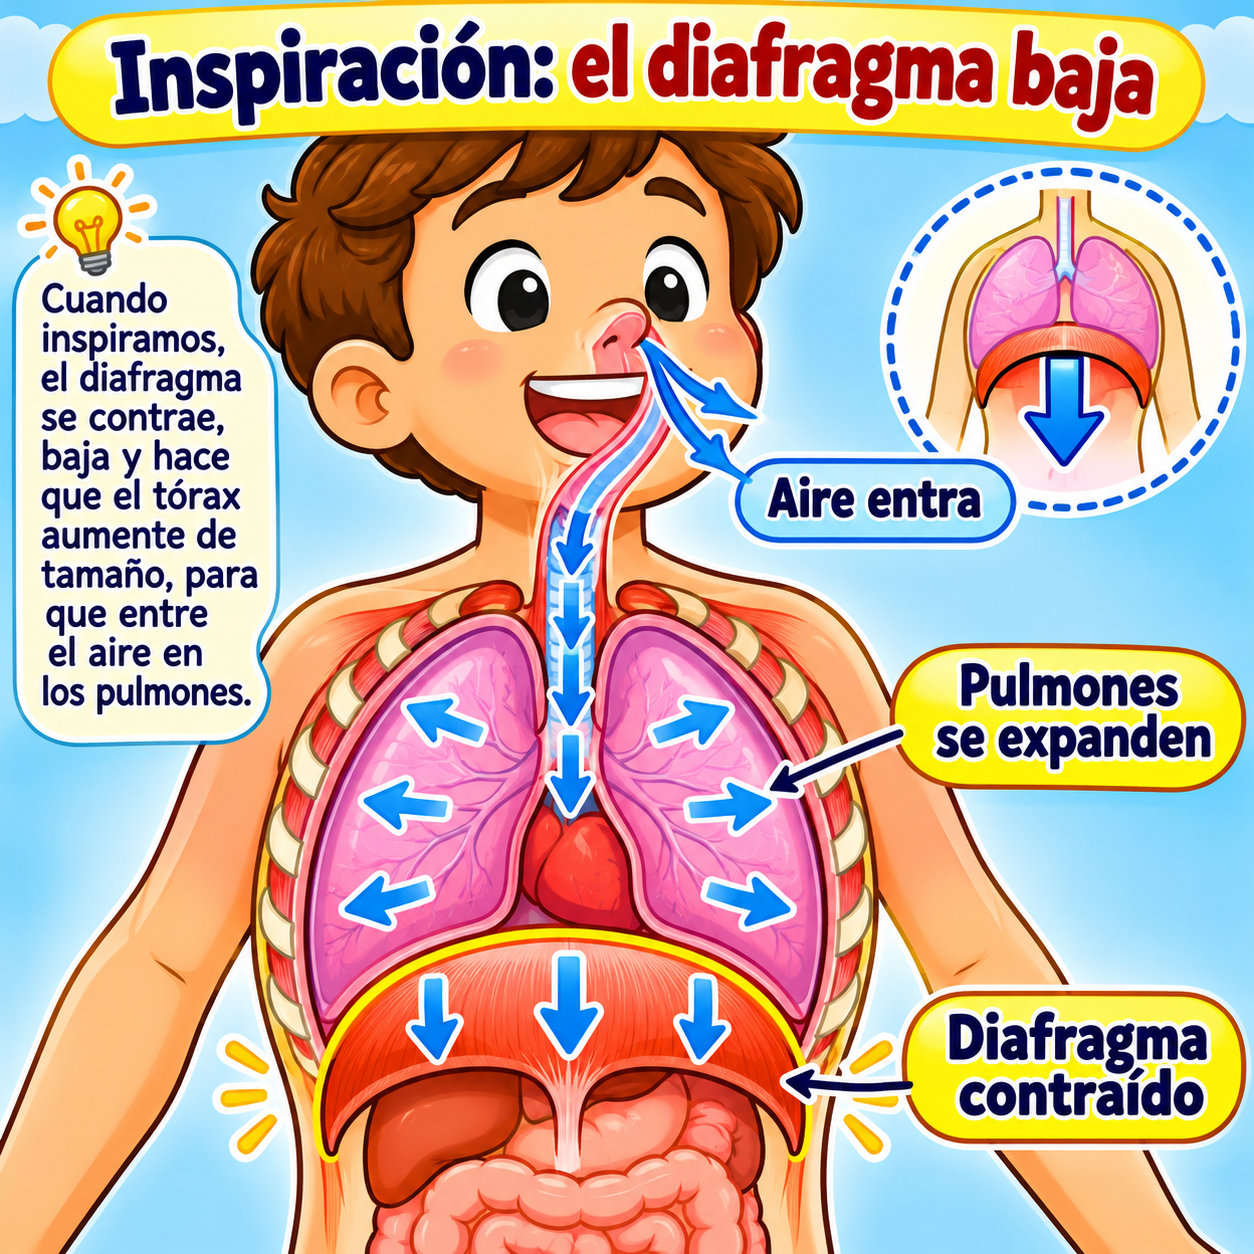 Inspiración: el diafragma baja
Cuando
inspiramos,
el diafragma
se contrae,
baja y hace
que el tórax
aumente de
tamaño, para
que entre
el aire en
los pulmones.
Aire entra
Pulmones
se expanden
Diafragma
contraído